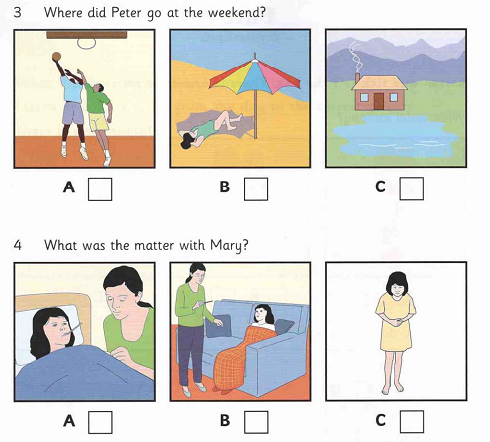 3 Where did Peter go at the weekend?
A B C
4 What was the matter with Mary?
A B C